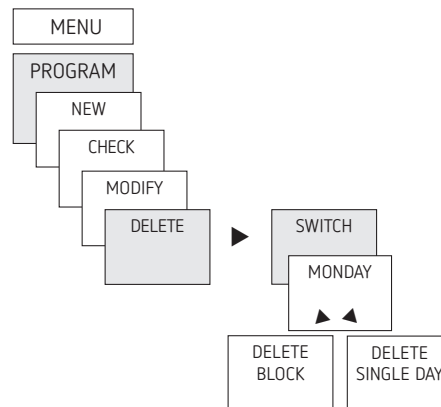 MENU
PROGRAM
NEW
CHECK
MODIFY
DELETE
SWITCH
MONDAY
DELETE
BLOCK
DELETE
SINGLE DAY